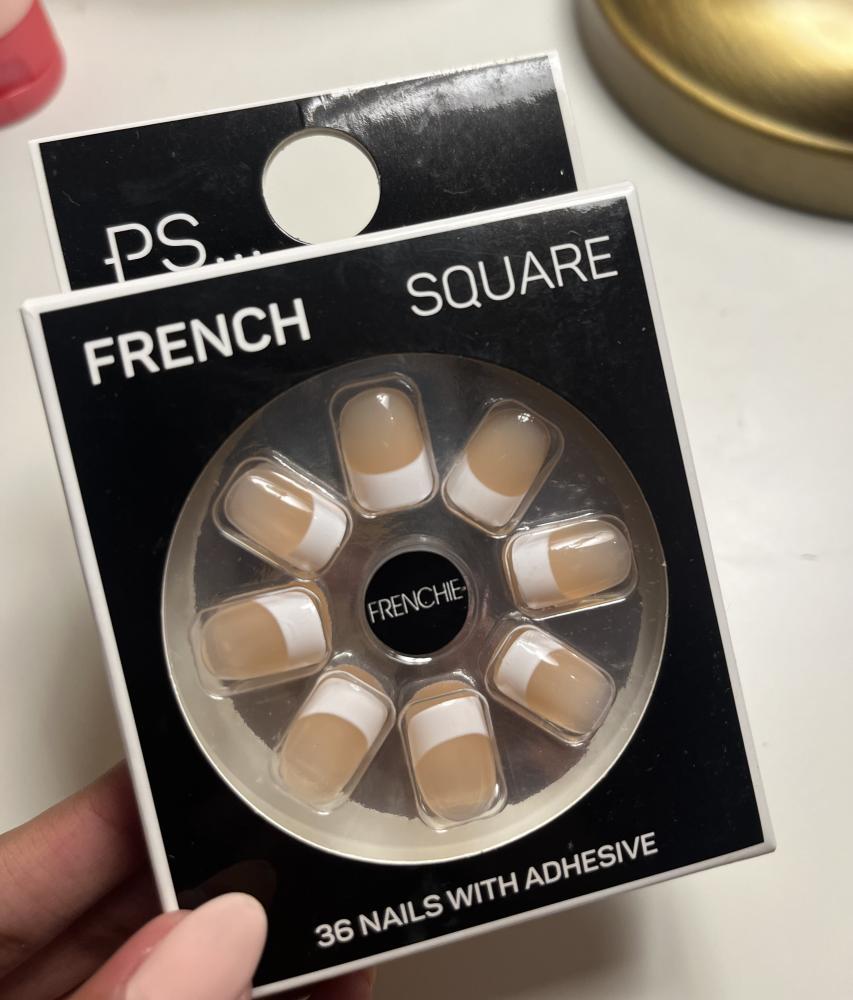 PS...
FRENCH
SQUARE
FRENCHIE
36 NAILS WITH ADHESIVE